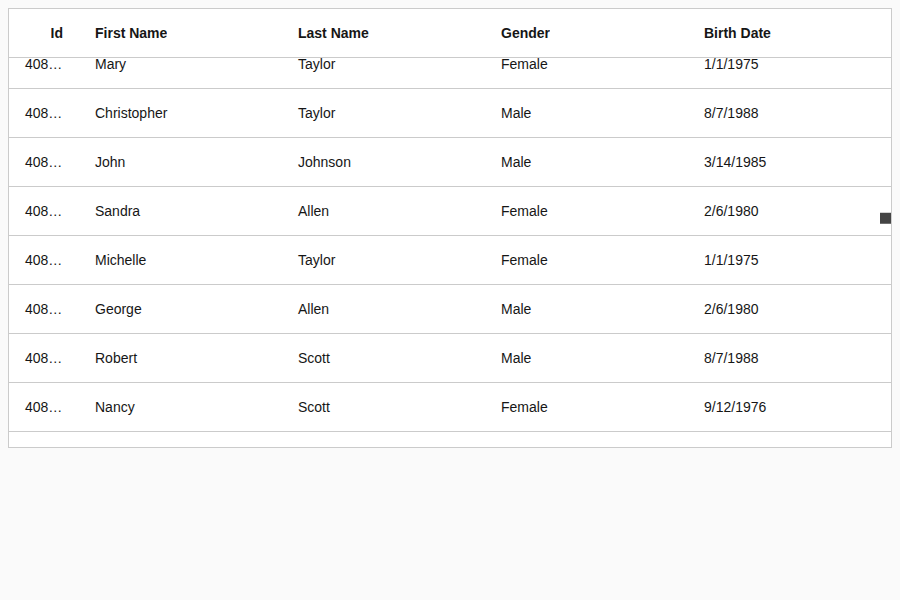 Id First Name Last Name Gender Birth Date
408… Mary Taylor Female 1/1/1975
408… Christopher Taylor Male 8/7/1988
408… John Johnson Male 3/14/1985
408… Sandra Allen Female 2/6/1980
408… Michelle Taylor Female 1/1/1975
408… George Allen Male 2/6/1980
408… Robert Scott Male 8/7/1988
408… Nancy Scott Female 9/12/1976